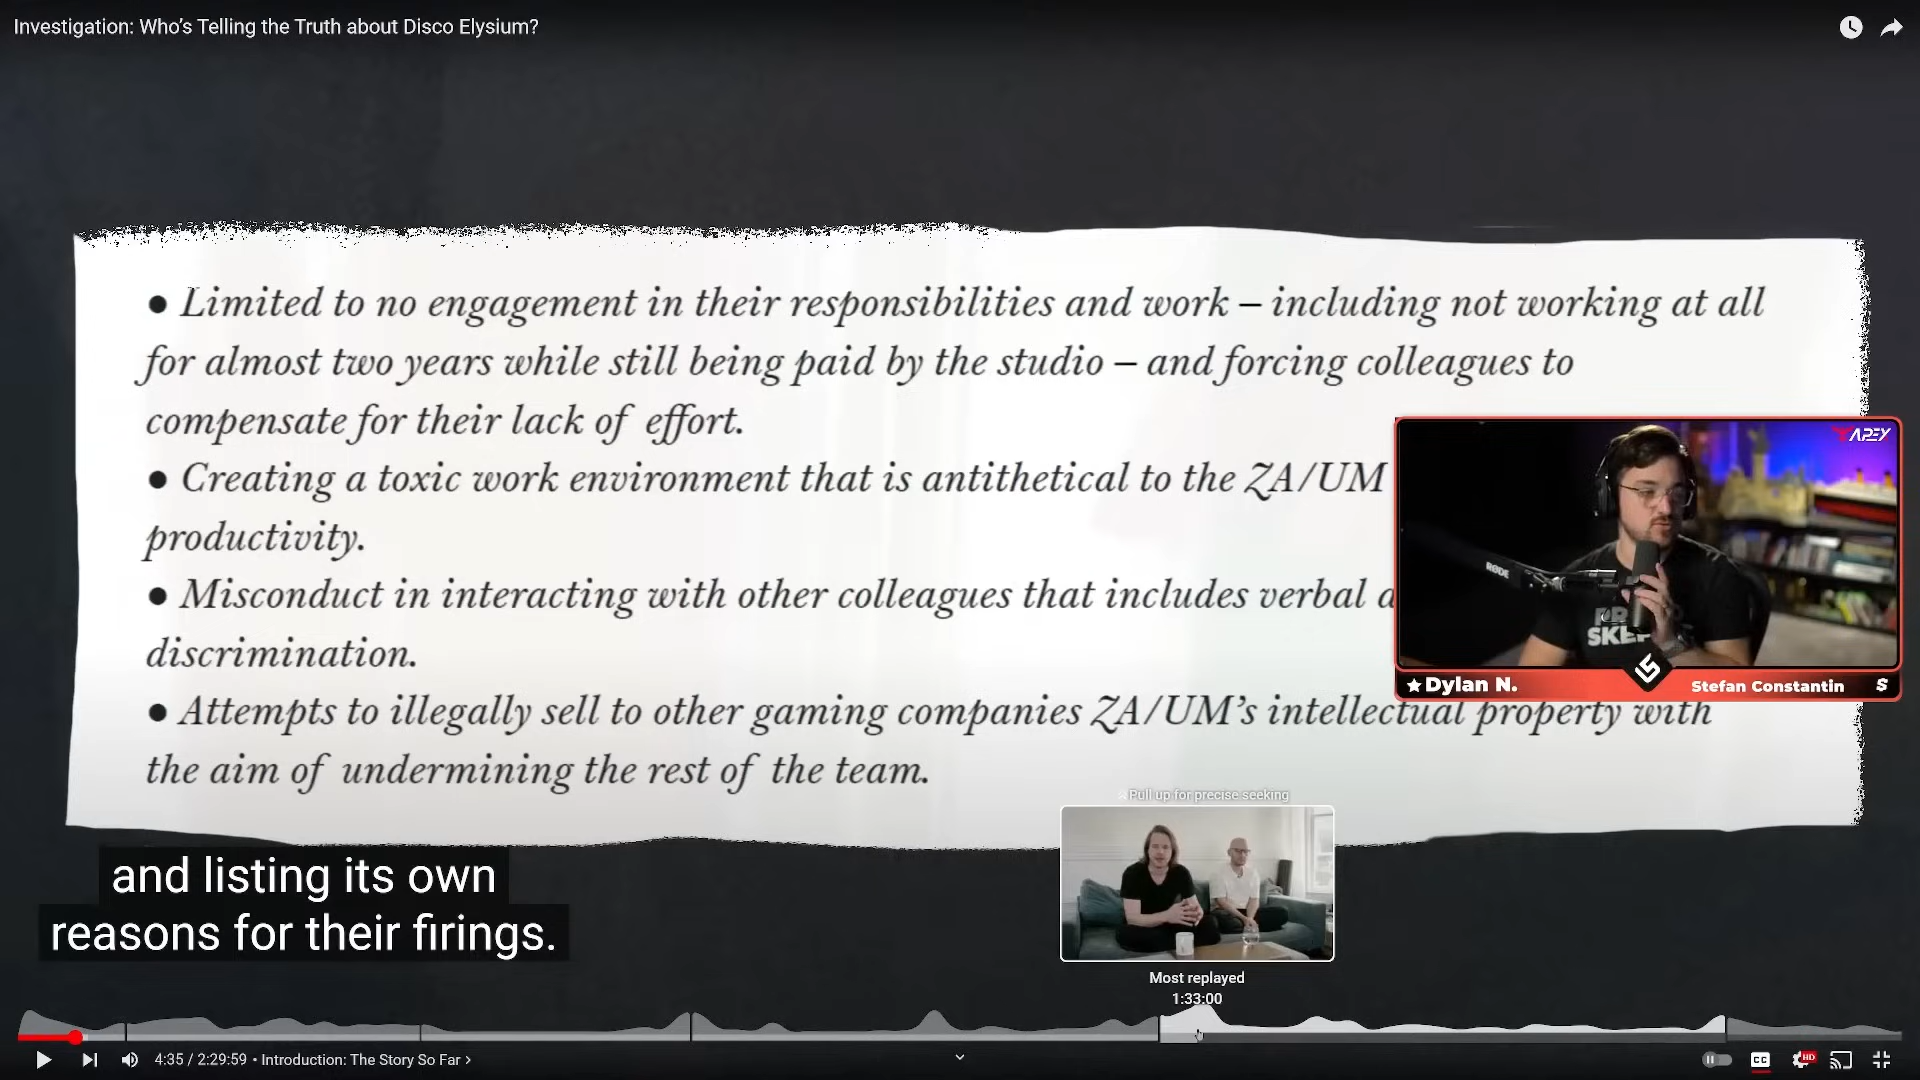 Investigation: Who's Telling the Truth about Disco Elysium?
● Limited to no engagement in their responsibilities and work – including not working at all
for almost two years while still being paid by the studio – and forcing colleagues to
compensate for their lack of effort.
● Creating a toxic work environment that is antithetical to the ZA/UM
productivity.
● Misconduct in interacting with other colleagues that includes verbal a
discrimination.
● Attempts to illegally sell to other gaming companies ZA/UM's intellectual property with
the aim of undermining the rest of the team.
APEX
RØDE
★ Dylan N.
Stefan Constantin $
Pull up for precise seeking
and listing its own
reasons for their firings.
Most replayed
1:33:00
4:35 / 2:29:59 • Introduction: The Story So Far ›
CC
HD